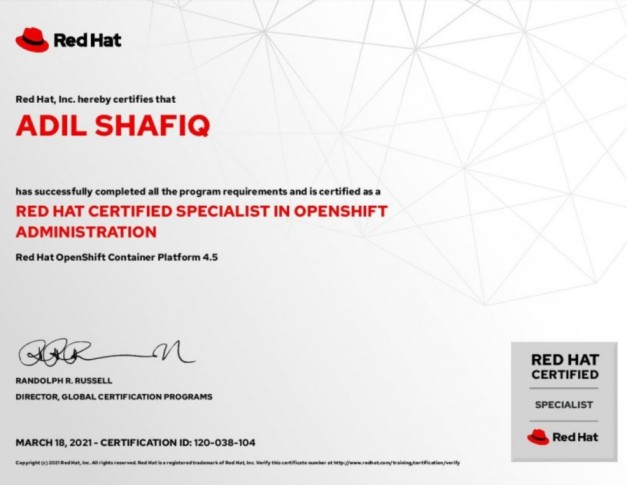 Red Hat
Red Hat, Inc. hereby certifies that
ADIL SHAFIQ
has successfully completed all the program requirements and is certified as a
RED HAT CERTIFIED SPECIALIST IN OPENSHIFT
ADMINISTRATION
Red Hat OpenShift Container Platform 4.5
RANDOLPH R. RUSSELL
DIRECTOR, GLOBAL CERTIFICATION PROGRAMS
MARCH 18, 2021 - CERTIFICATION ID: 120-038-104
Copyright (c) 2021 Red Hat, Inc. All rights reserved. Red Hat is a registered trademark of Red Hat, Inc. Verify this certificate number at http://www.redhat.com/training/certification/verify
RED HAT
CERTIFIED
SPECIALIST
Red Hat